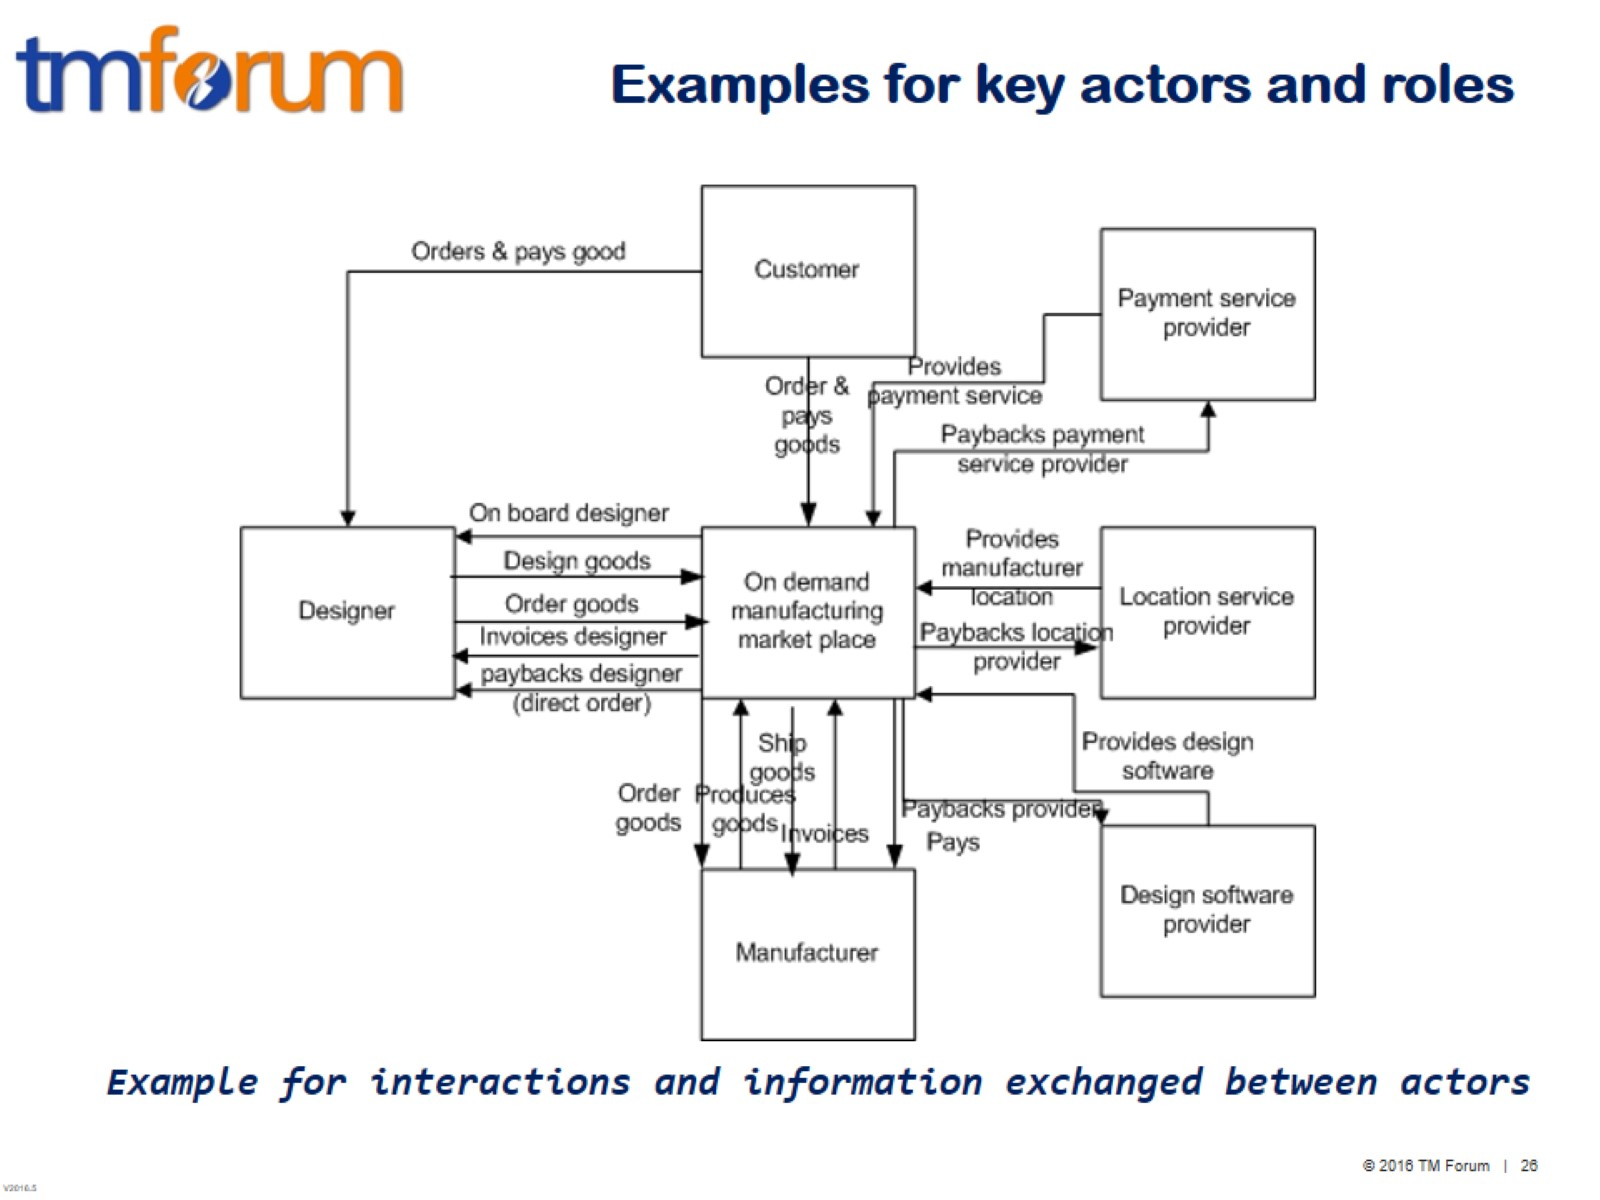 tmforum
Examples for key actors and roles
Customer
Orders & pays good
Payment service
provider
Provides
payment service
Order &
pays
goods
Paybacks payment
service provider
On board designer
Design goods
Order goods
Invoices designer
paybacks designer
(direct order)
Designer
On demand
manufacturing
market place
Provides
manufacturer
location
Paybacks location
provider
Location service
provider
Provides design
software
Ship
goods
Order
goods
Produces
goods
Invoices
Paybacks provider
Pays
Manufacturer
Design software
provider
Example for interactions and information exchanged between actors
© 2016 TM Forum | 26
V2016.5